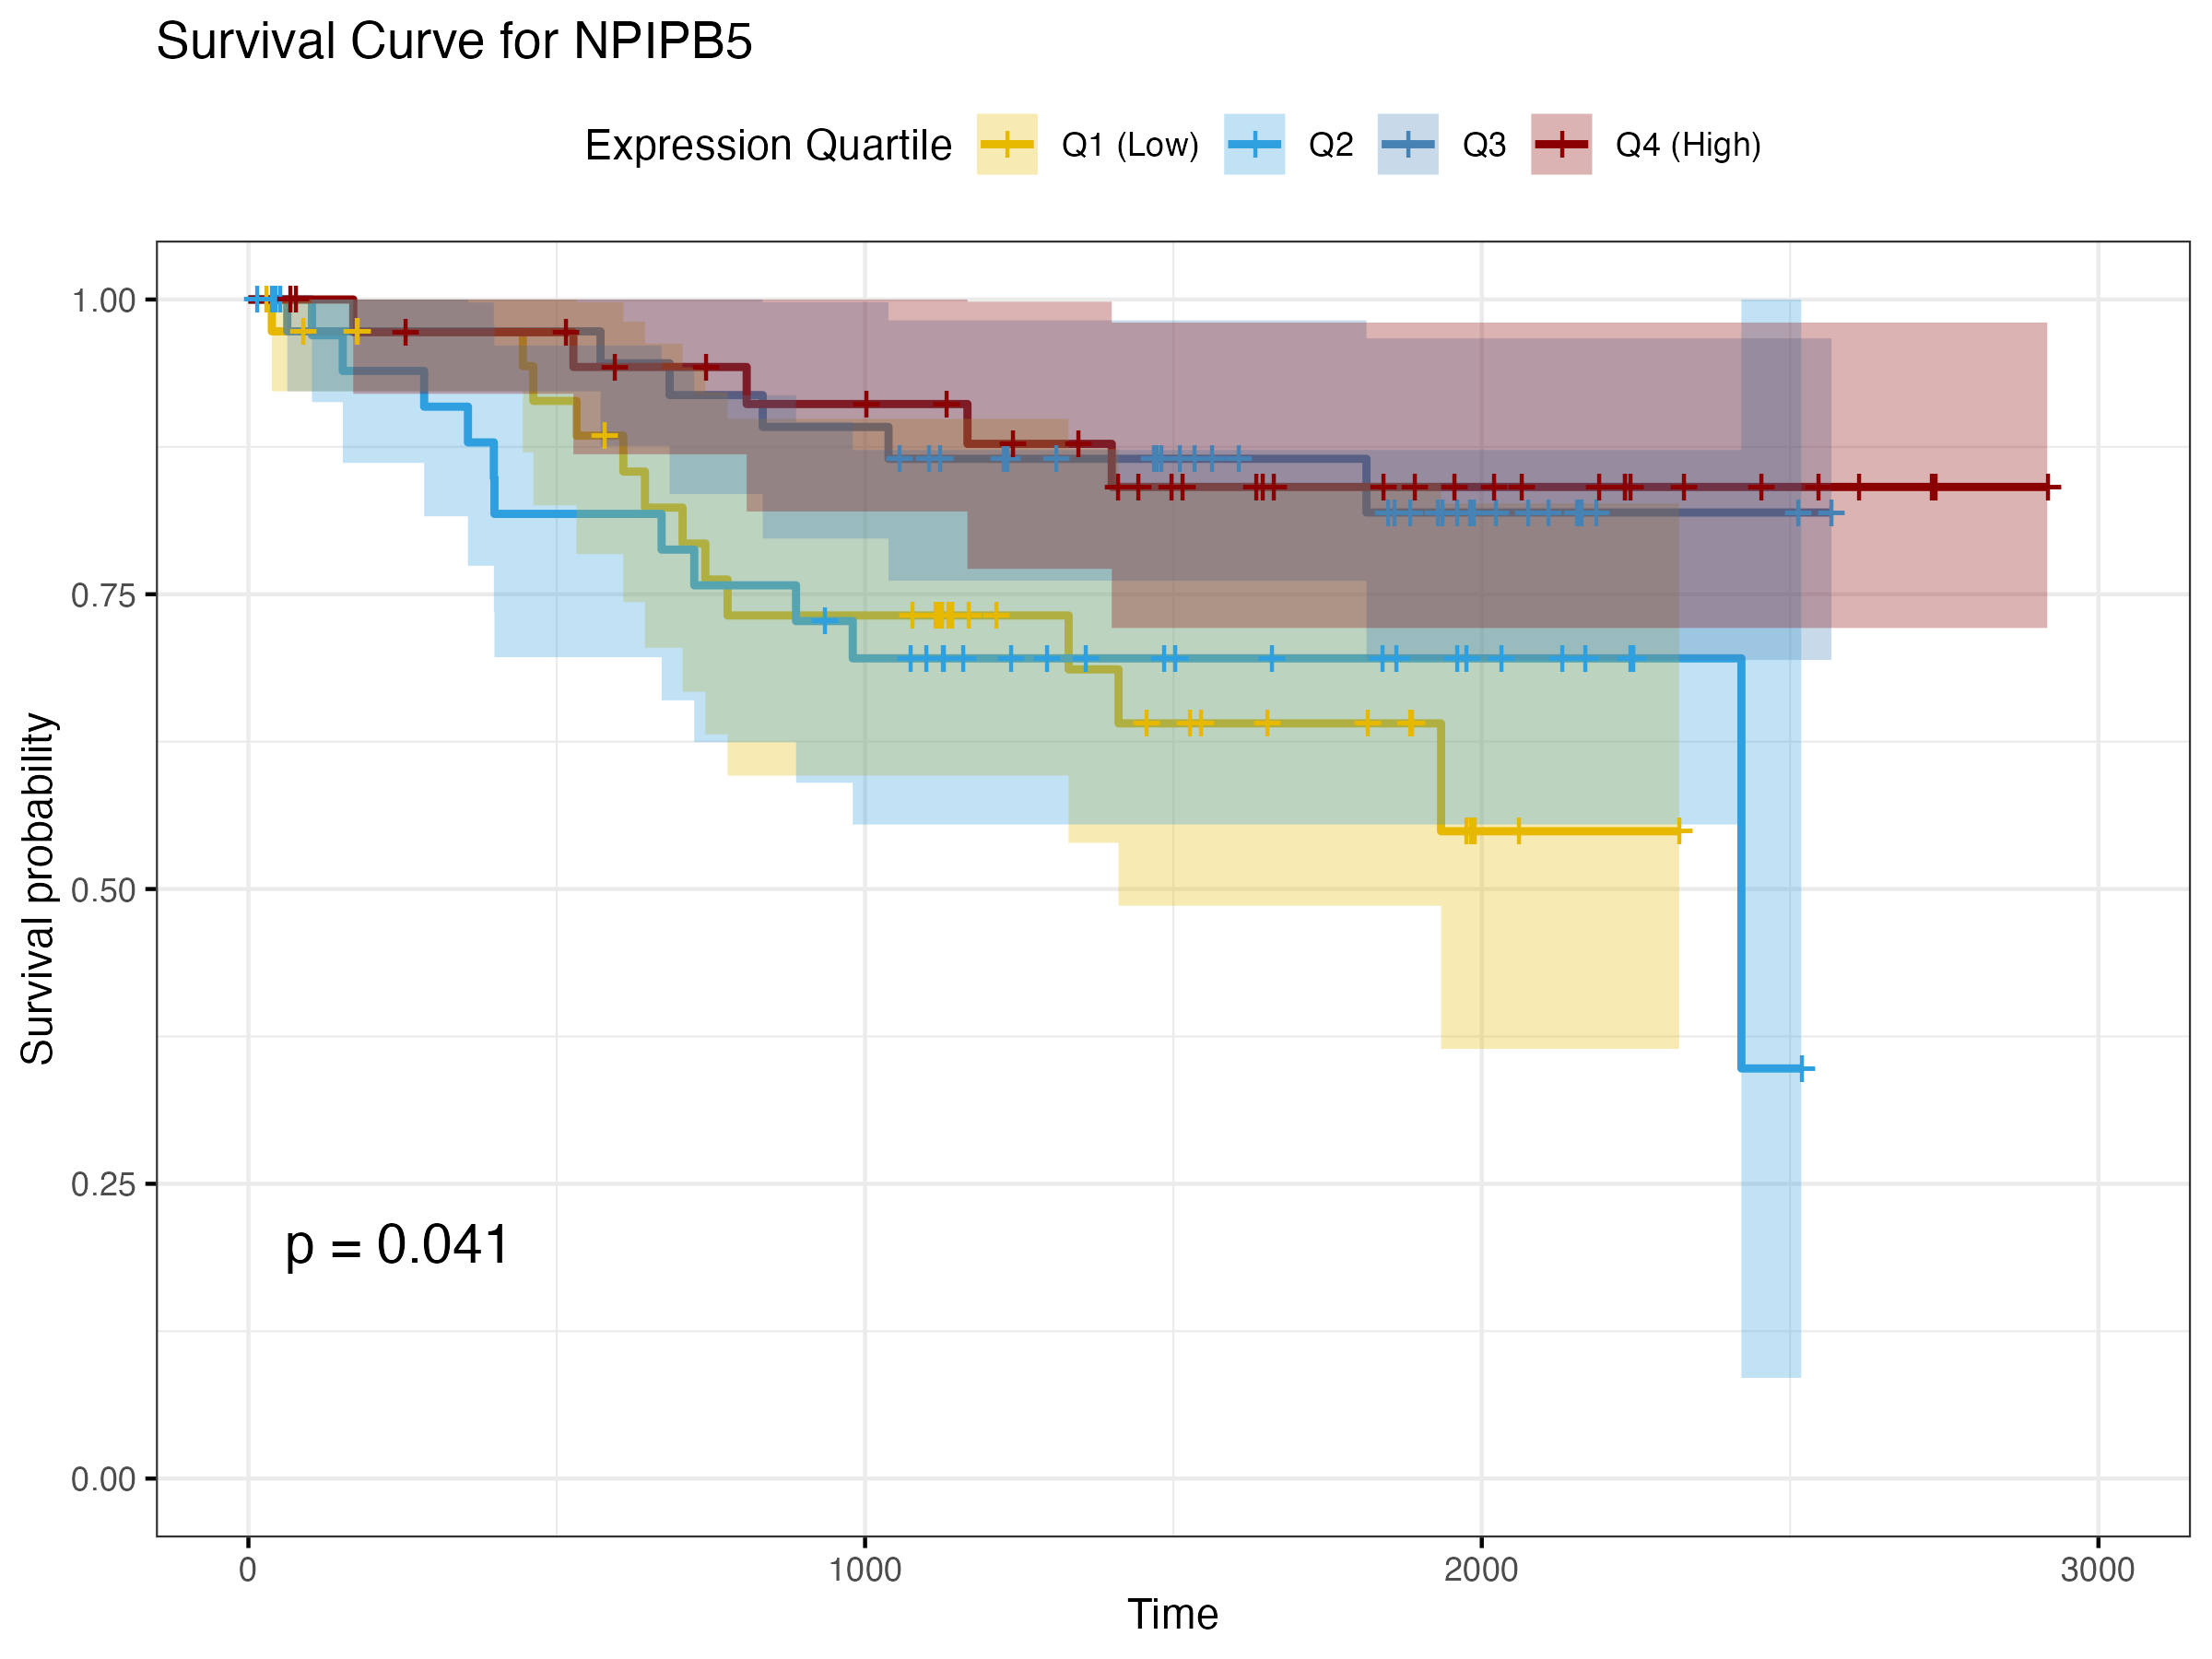 Survival Curve for NPIPB5
Expression Quartile Q1 (Low) Q2 Q3 Q4 (High)
1.00
0.75
0.50
0.25
0.00
Survival probability
p = 0.041
0 1000 2000 3000
Time